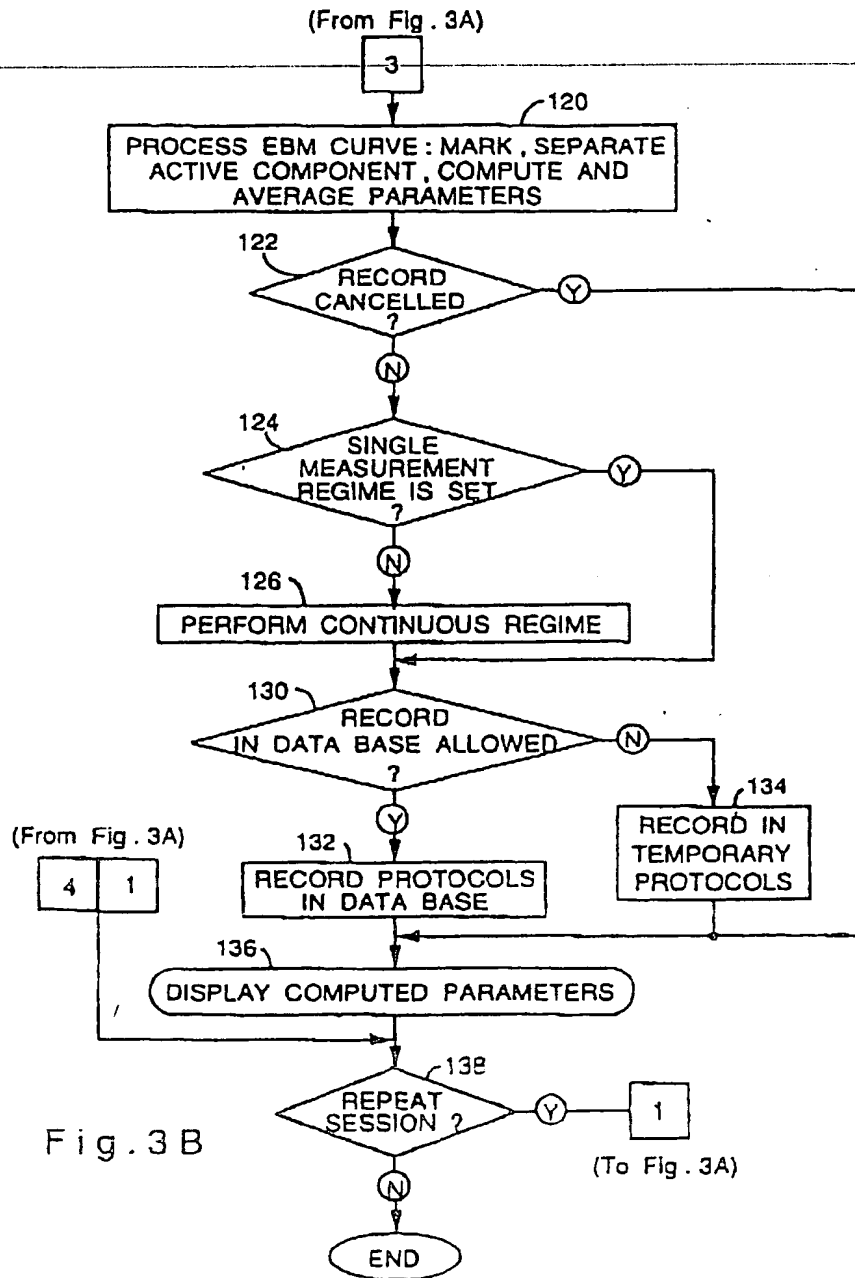 (From Fig. 3A)
3
120
PROCESS EBM CURVE: MARK, SEPARATE
ACTIVE COMPONENT, COMPUTE AND
AVERAGE PARAMETERS
122
RECORD
CANCELLED
?
Y
N
124
SINGLE
MEASUREMENT
REGIME IS SET
?
Y
N
126
PERFORM CONTINUOUS REGIME
130
RECORD
IN DATA BASE ALLOWED
?
N
Y
134
RECORD IN
TEMPORARY
PROTOCOLS
(From Fig. 3A)
4 1
132
RECORD PROTOCOLS
IN DATA BASE
136
DISPLAY COMPUTED PARAMETERS
138
REPEAT
SESSION ?
Y
1
(To Fig. 3A)
N
END
Fig. 3B